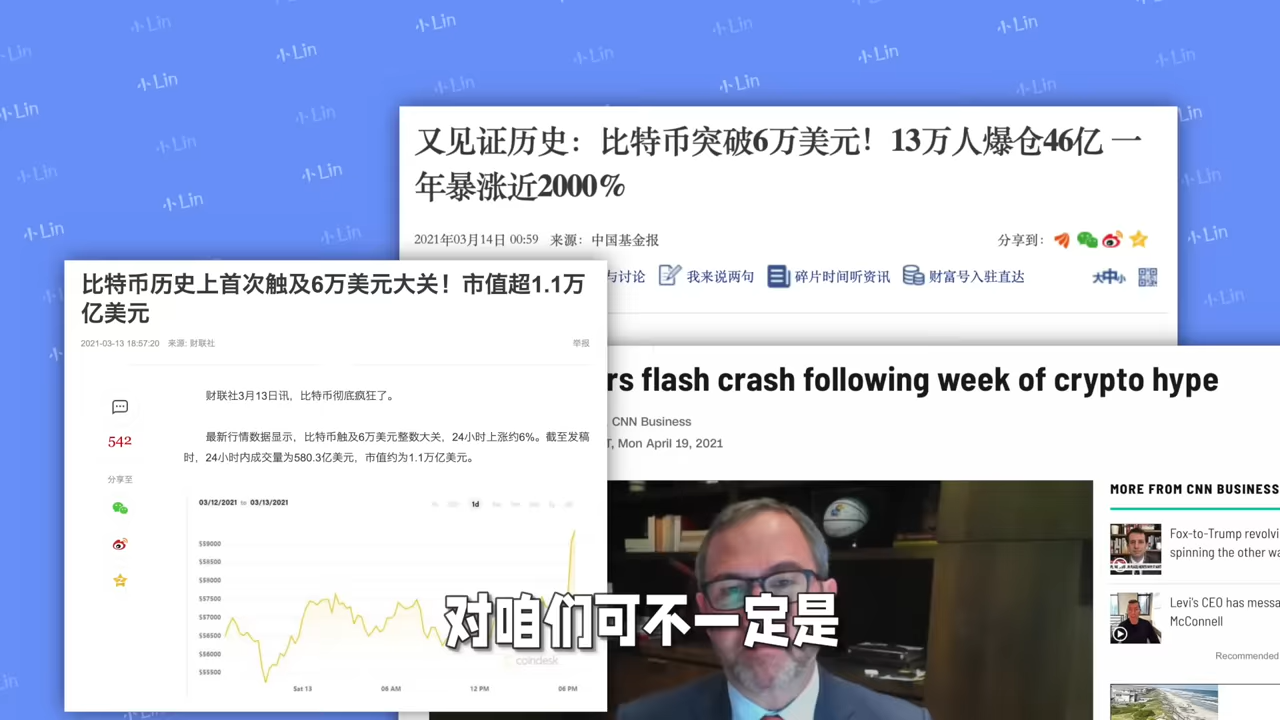 又见证历史：比特币突破6万美元！13万人爆仓46亿 一
年暴涨近2000%
2021年03月14日 00:59 来源：中国基金报
分享到：
与讨论 我来说两句 碎片时间听资讯 财富号入驻直达
大中小
比特币历史上首次触及6万美元大关！市值超1.1万
亿美元
2021-03-13 18:57:20 来源: 财联社
举报
财联社3月13日讯，比特币彻底疯狂了。
最新行情数据显示，比特币触及6万美元整数大关，24小时上涨约6%。截至发稿
时，24小时内成交量为580.3亿美元，市值约为1.1万亿美元。
542
分享至
03/12/2021 to 03/13/2021
1d
$59000
$58500
$58000
$57500
$57000
$56500
$55500
Sat 13
06 AM
12 PM
06 PM
coindesk
rs flash crash following week of crypto hype
CNN Business
T, Mon April 19, 2021
MORE FROM CNN BUSINESS
Fox-to-Trump revolvi
spinning the other wa
Levi's CEO has messa
McConnell
Recommended
对咱们可不一定是
小Lin